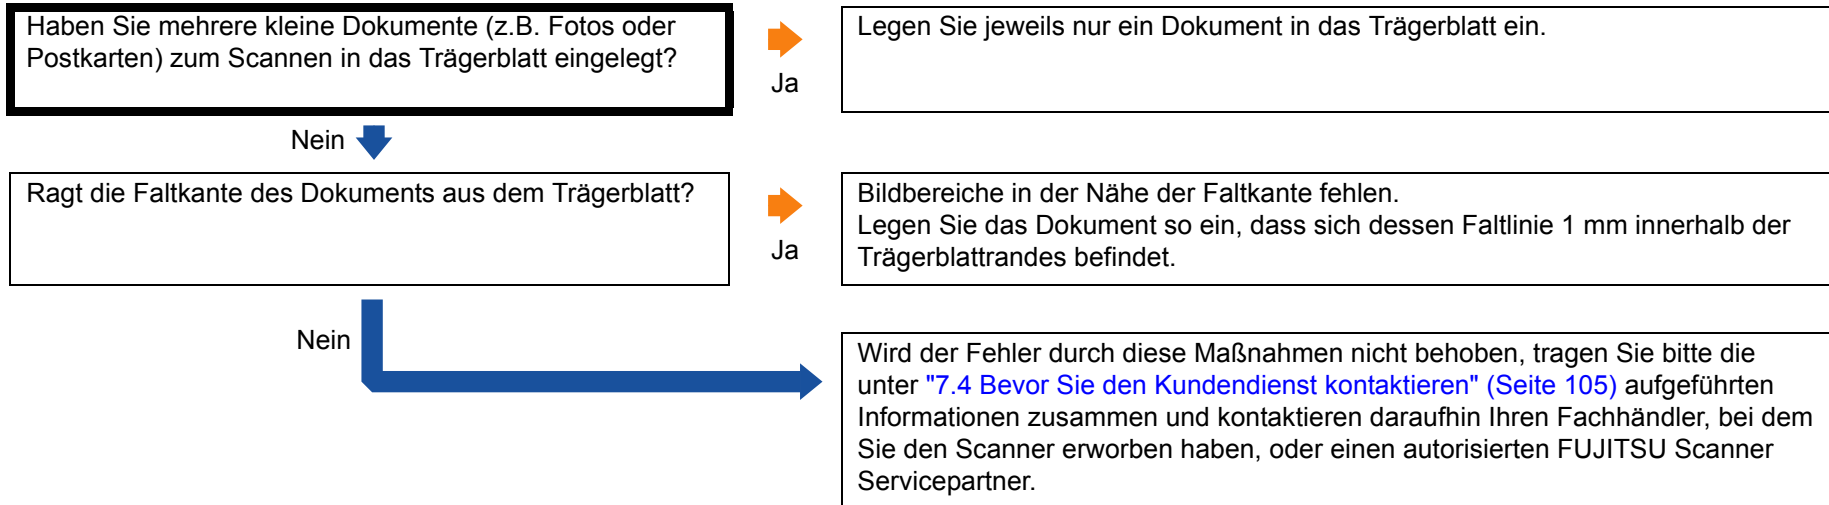 Haben Sie mehrere kleine Dokumente (z.B. Fotos oder
Postkarten) zum Scannen in das Trägerblatt eingelegt?
Ja
Legen Sie jeweils nur ein Dokument in das Trägerblatt ein.
Nein
Ragt die Faltkante des Dokuments aus dem Trägerblatt?
Ja
Bildbereiche in der Nähe der Faltkante fehlen.
Legen Sie das Dokument so ein, dass sich dessen Faltlinie 1 mm innerhalb der
Trägerblattrandes befindet.
Nein
Wird der Fehler durch diese Maßnahmen nicht behoben, tragen Sie bitte die
unter "7.4 Bevor Sie den Kundendienst kontaktieren" (Seite 105) aufgeführten
Informationen zusammen und kontaktieren daraufhin Ihren Fachhändler, bei dem
Sie den Scanner erworben haben, oder einen autorisierten FUJITSU Scanner
Servicepartner.